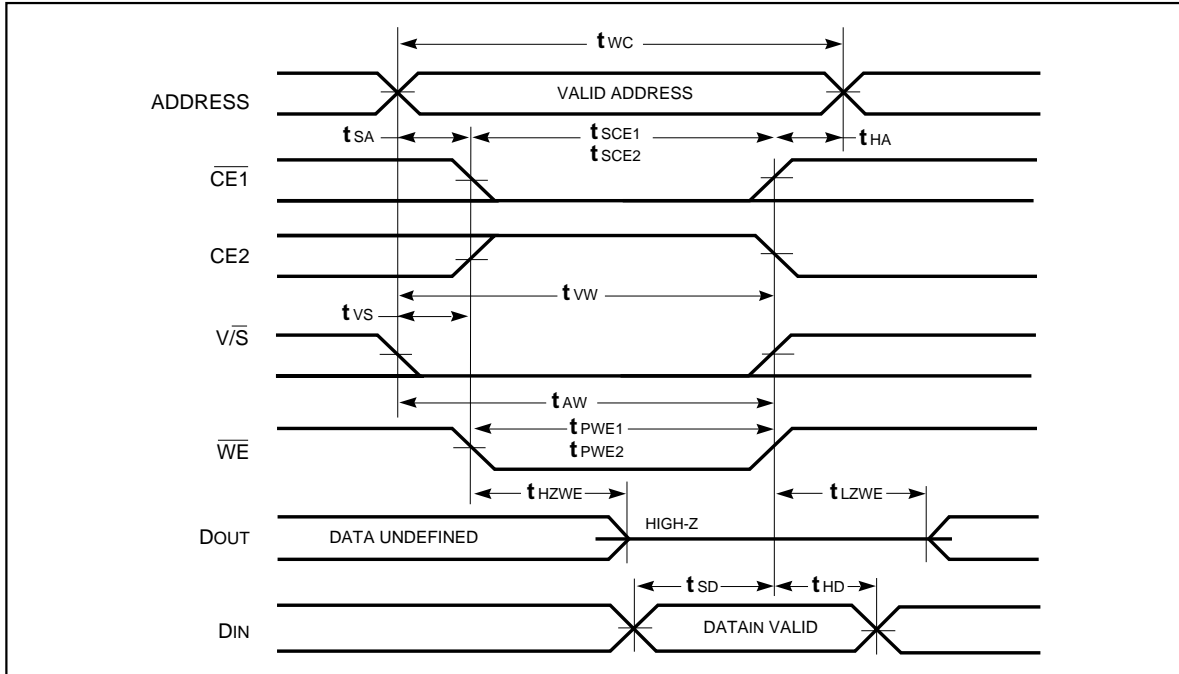 tWC
ADDRESS
VALID ADDRESS
tSA
tSCE1
tSCE2
tHA
CE1
CE2
tVW
tVS
V/S
tAW
tPWE1
tPWE2
WE
tHZWE
tLZWE
DOUT
DATA UNDEFINED
HIGH-Z
tSD
tHD
DIN
DATAIN VALID